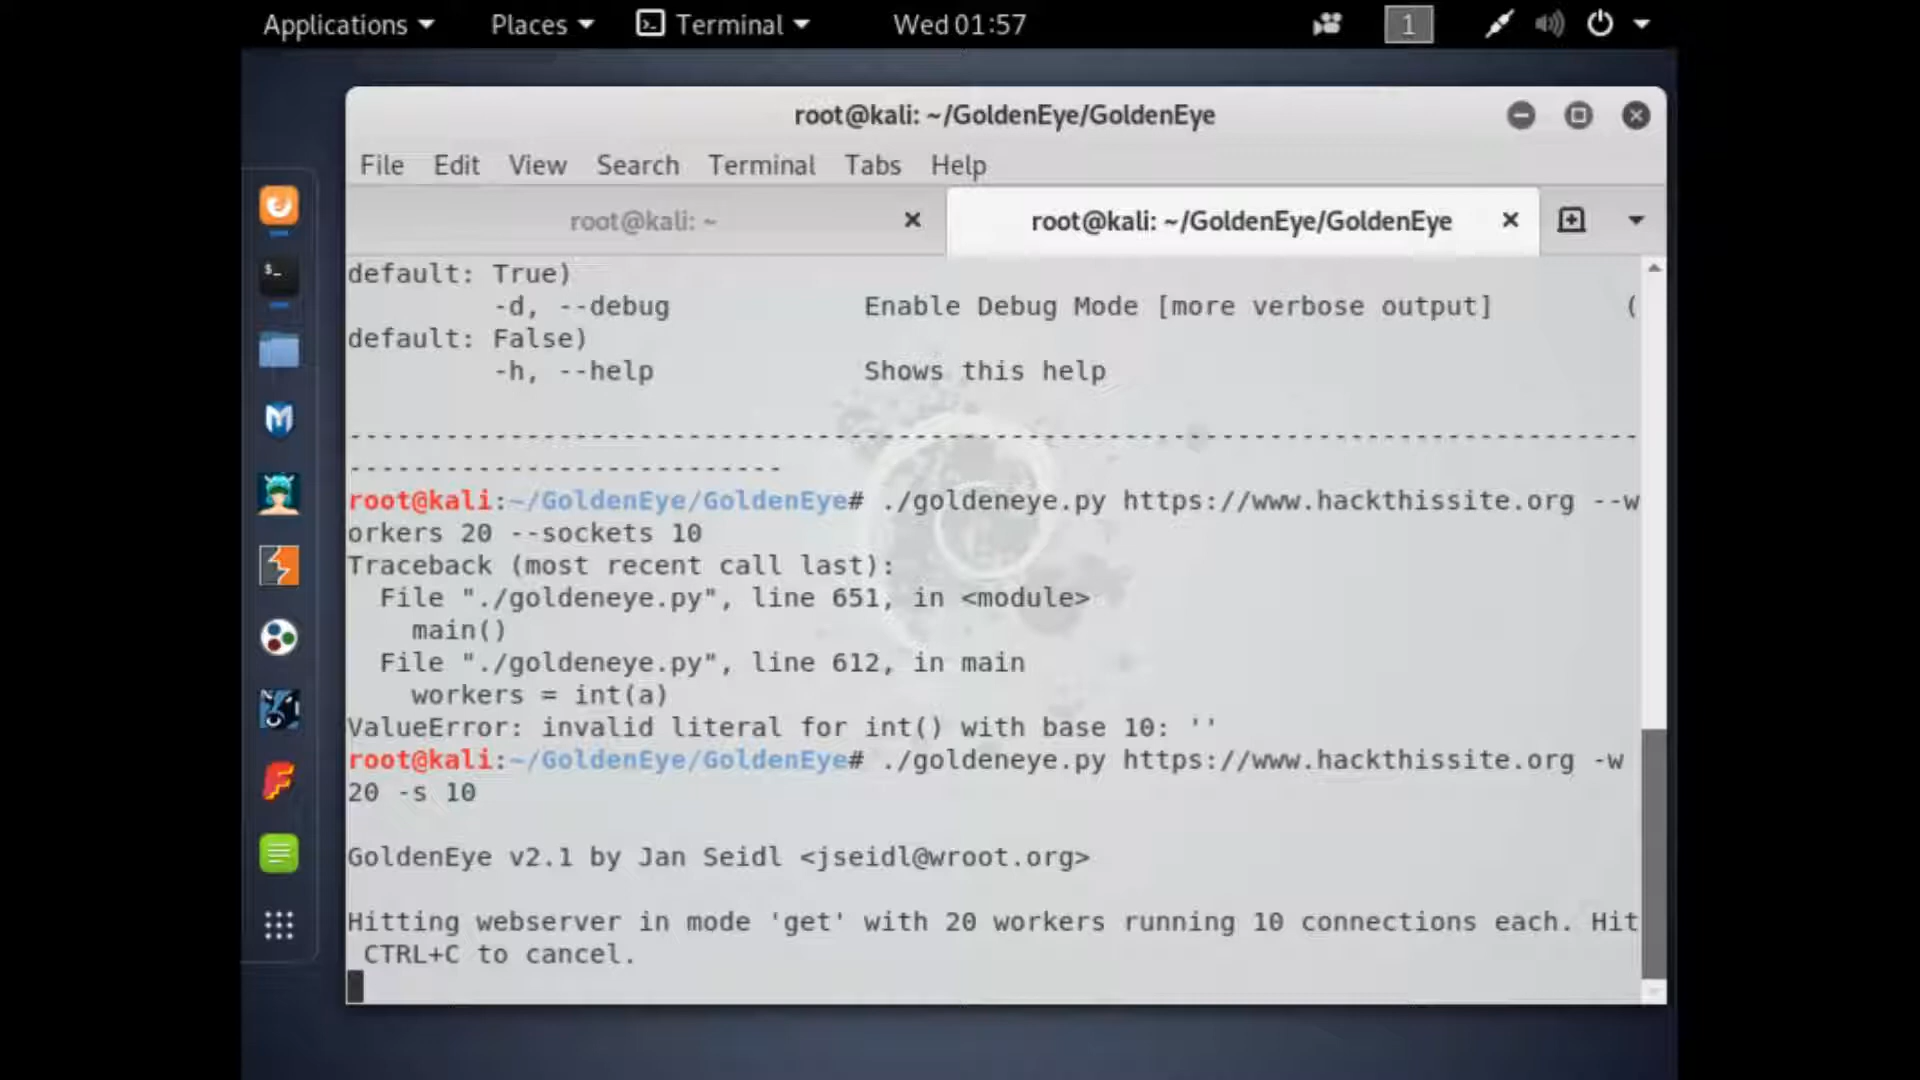 Applications Places Terminal Wed 01:57 1
root@kali: ~/GoldenEye/GoldenEye
File Edit View Search Terminal Tabs Help
root@kali: ~ root@kali: ~/GoldenEye/GoldenEye
default: True)
-d, --debug Enable Debug Mode [more verbose output] (
default: False)
-h, --help Shows this help
--------------------------------------------------------------------------------
---------------------------
root@kali:~/GoldenEye/GoldenEye# ./goldeneye.py https://www.hackthissite.org --w
orkers 20 --sockets 10
Traceback (most recent call last):
File "./goldeneye.py", line 651, in <module>
main()
File "./goldeneye.py", line 612, in main
workers = int(a)
ValueError: invalid literal for int() with base 10: ''
root@kali:~/GoldenEye/GoldenEye# ./goldeneye.py https://www.hackthissite.org -w
20 -s 10
GoldenEye v2.1 by Jan Seidl <jseidl@wroot.org>
Hitting webserver in mode 'get' with 20 workers running 10 connections each. Hit
CTRL+C to cancel.